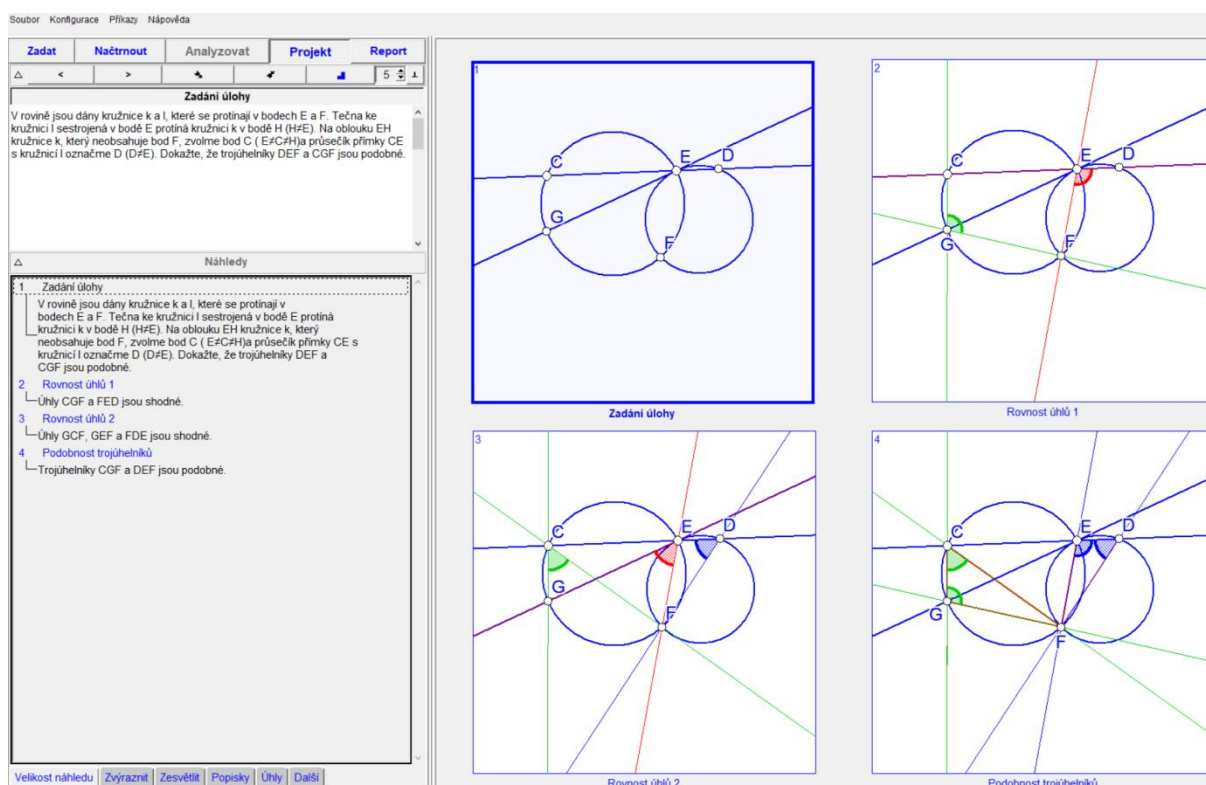 Soubor Konfigurace Příkazy Nápověda
Zadat Načtrnout Analyzovat Projekt Report
< > 5
Zadání úlohy
V rovině jsou dány kružnice k a l, které se protínají v bodech E a F. Tečna ke
kružnici l sestrojená v bodě E protíná kružnici k v bodě H (H≠E). Na oblouku EH
kružnice k, který neobsahuje bod F, zvolme bod C ( E≠C≠H)a průsečík přímky CE
s kružnicí l označme D (D≠E). Dokažte, že trojúhelníky DEF a CGF jsou podobné.
Náhledy
1 Zadání úlohy
V rovině jsou dány kružnice k a l, které se protínají v
bodech E a F. Tečna ke kružnici l sestrojená v bodě E protíná
kružnici k v bodě H (H≠E). Na oblouku EH kružnice k, který
neobsahuje bod F, zvolme bod C ( E≠C≠H)a průsečík přímky CE s
kružnicí l označme D (D≠E). Dokažte, že trojúhelníky DEF a
CGF jsou podobné.
2 Rovnost úhlů 1
Úhly CGF a FED jsou shodné.
3 Rovnost úhlů 2
Úhly GCF, GEF a FDE jsou shodné.
4 Podobnost trojúhelníků
Trojúhelníky CGF a DEF jsou podobné.
Velikost náhledu Zvýraznit Zesvětlit Popisky Úhly Další
1
C E D
G
F
Zadání úlohy
2
C E D
G
F
Rovnost úhlů 1
3
C E D
G
F
Rovnost úhlů 2
4
C E D
G
F
Podobnost trojúhelníků